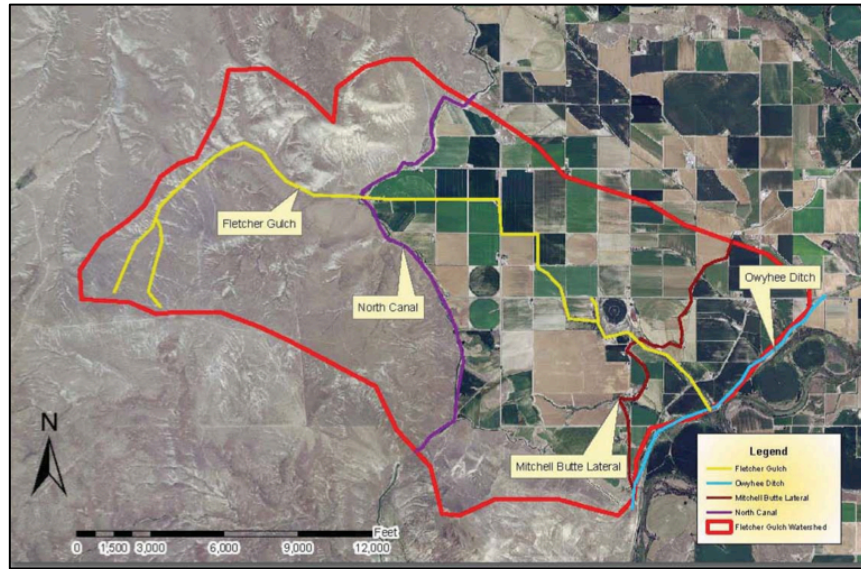 Fletcher Gulch
North Canal
Owyhee Ditch
Mitchell Butte Lateral
N
Feet
0 1,500 3,000 6,000 9,000 12,000
Legend
Fletcher Gulch
Owyhee Ditch
Mitchell Butte Lateral
North Canal
Fletcher Gulch Watershed